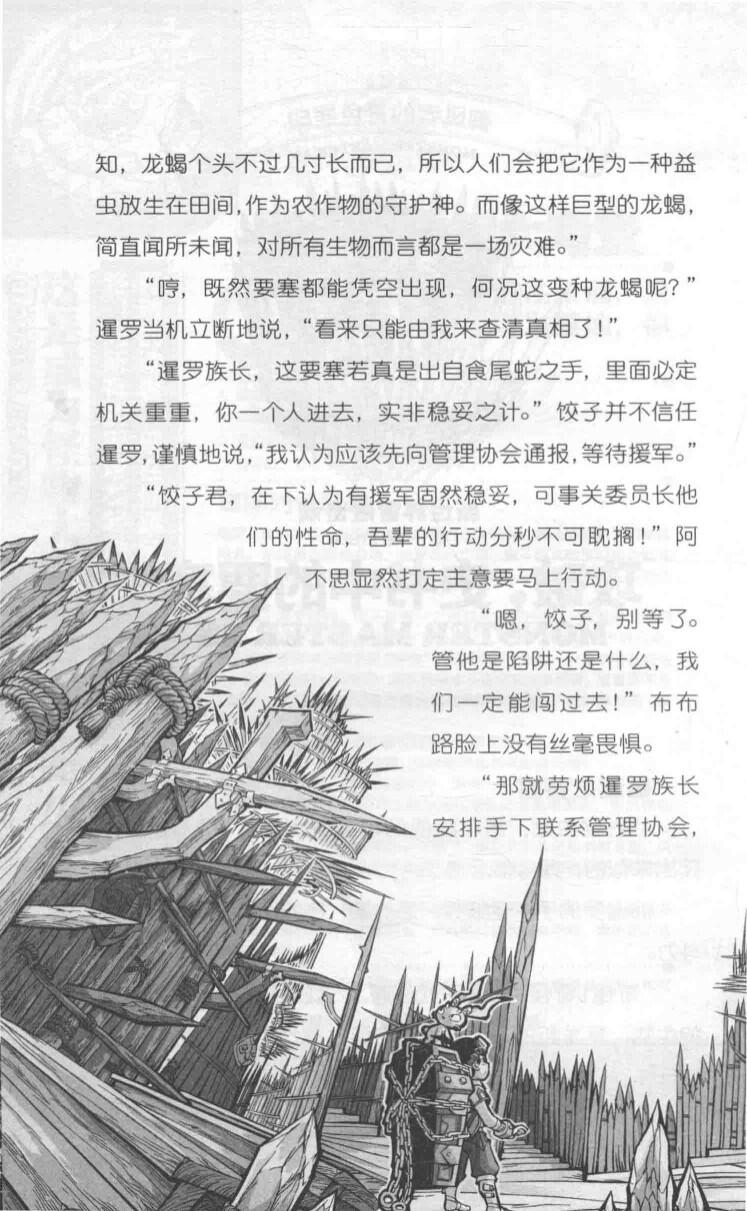 知，龙蝎个头不过几寸长而已，所以人们会把它作为一种益
虫放生在田间，作为农作物的守护神。而像这样巨型的龙蝎，
简直闻所未闻，对所有生物而言都是一场灾难。”
“哼，既然要塞都能凭空出现，何况这变种龙蝎呢？”
暹罗当机立断地说，“看来只能由我来查清真相了！”
“暹罗族长，这要塞若真是出自食尾蛇之手，里面必定
机关重重，你一个人进去，实非稳妥之计。”饺子并不信任
暹罗，谨慎地说，“我认为应该先向管理协会通报，等待援军。”
“饺子君，在下认为有援军固然稳妥，可事关委员长他
们的性命，吾辈的行动分秒不可耽搁！”阿
不思显然打定主意要马上行动。
“嗯，饺子，别等了。
管他是陷阱还是什么，我
们一定能闯过去！”布布
路脸上没有丝毫畏惧。
“那就劳烦暹罗族长
安排手下联系管理协会，